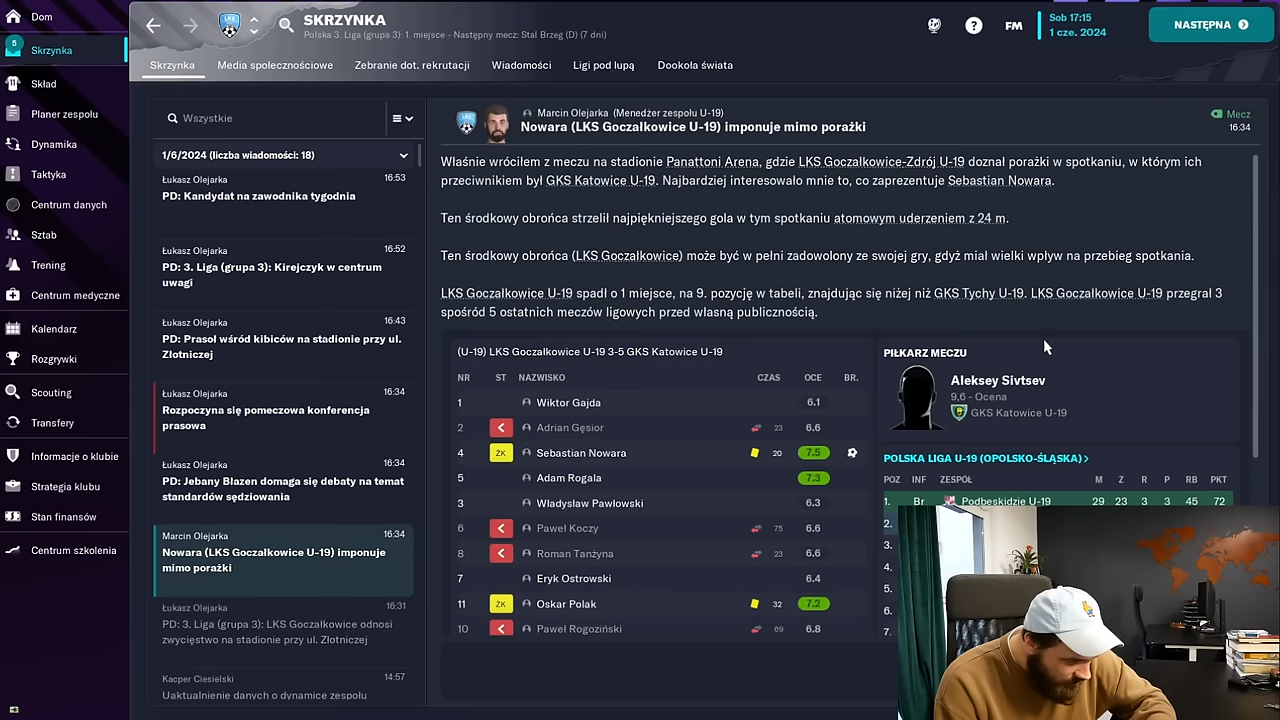 Dom
5
Skrzynka
Skład
Planer zespołu
Dynamika
Taktyka
Centrum danych
Sztab
Trening
Centrum medyczne
Kalendarz
Rozgrywki
Scouting
Transfery
Informacje o klubie
Strategia klubu
Stan finansów
Centrum szkolenia
LKS
SKRZYNKA
Polska 3. Liga (grupa 3): 1. miejsce - Następny mecz: Stal Brzeg (D) (7 dni)
FM
Sob 17:15
1 cze. 2024
NASTĘPNA
Skrzynka
Media społecznościowe
Zebranie dot. rekrutacji
Wiadomości
Ligi pod lupą
Dookoła świata
Wszystkie
1/6/2024 (liczba wiadomości: 18)
Łukasz Olejarka 16:53
PD: Kandydat na zawodnika tygodnia
Łukasz Olejarka 16:52
PD: 3. Liga (grupa 3): Kirejczyk w centrum
uwagi
Łukasz Olejarka 16:43
PD: Prasoł wśród kibiców na stadionie przy ul.
Złotniczej
Łukasz Olejarka 16:34
Rozpoczyna się pomeczowa konferencja
prasowa
Łukasz Olejarka 16:34
PD: Jebany Błazen domaga się debaty na temat
standardów sędziowania
Marcin Olejarka 16:34
Nowara (LKS Goczałkowice U-19) imponuje
mimo porażki
Łukasz Olejarka 16:31
PD: 3. Liga (grupa 3): LKS Goczałkowice odnosi
zwycięstwo na stadionie przy ul. Złotniczej
Kacper Ciesielski 14:57
Uaktualnienie danych o dynamice zespołu
Marcin Olejarka (Menedżer zespołu U-19)
Nowara (LKS Goczałkowice U-19) imponuje mimo porażki
Mecz
16:34
Właśnie wróciłem z meczu na stadionie Panattoni Arena, gdzie LKS Goczałkowice-Zdrój U-19 doznał porażki w spotkaniu, w którym ich
przeciwnikiem był GKS Katowice U-19. Najbardziej interesowało mnie to, co zaprezentuje Sebastian Nowara.
Ten środkowy obrońca strzelił najpiękniejszego gola w tym spotkaniu atomowym uderzeniem z 24 m.
Ten środkowy obrońca (LKS Goczałkowice) może być w pełni zadowolony ze swojej gry, gdyż miał wielki wpływ na przebieg spotkania.
LKS Goczałkowice U-19 spadł o 1 miejsce, na 9. pozycję w tabeli, znajdując się niżej niż GKS Tychy U-19. LKS Goczałkowice U-19 przegrał 3
spośród 5 ostatnich meczów ligowych przed własną publicznością.
(U-19) LKS Goczałkowice U-19 3-5 GKS Katowice U-19
NR ST NAZWISKO CZAS OCE BR.
1 Wiktor Gajda 6.1
2 Adrian Gęsior 23 6.6
4 ŻK Sebastian Nowara 20 7.5
5 Adam Rogala 7.3
3 Władysław Pawłowski 6.3
6 Paweł Koczy 75 6.6
8 Roman Tanżyna 23 6.6
7 Eryk Ostrowski 6.4
11 ŻK Oskar Polak 32 7.2
10 Paweł Rogoziński 69 6.8
PIŁKARZ MECZU
Aleksey Sivtsev
9,6 - Ocena
GKS Katowice U-19
POLSKA LIGA U-19 (OPOLSKO-ŚLĄSKA)
POZ INF ZESPÓŁ M Z R P RB PKT
1. Br Podbeskidzie U-19 29 23 3 3 45 72
2.
3.
4.
5.
6.
7.